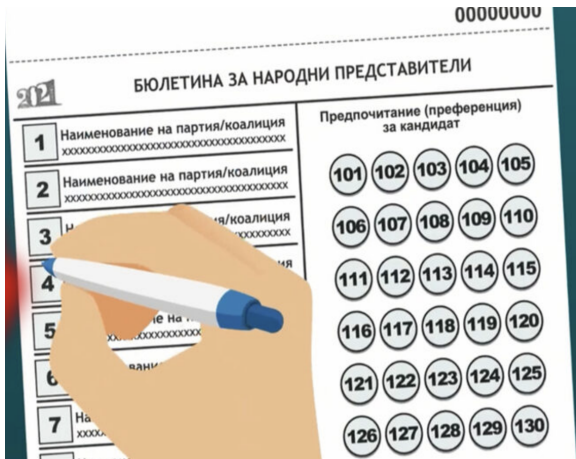 00000000
2021
БЮЛЕТИНА ЗА НАРОДНИ ПРЕДСТАВИТЕЛИ
1 Наименование на партия/коалиция
xxxxxxxxxxxxxxxxxxxxxxxxxxxxxxxxxxxxxx
2 Наименование на партия/коалиция
xxxxxxxxxxxxxxxxxxxxxxxxxxxxxxxxxxxxxx
3
4
5
6
7
Предпочитание (преференция)
за кандидат
101 102 103 104 105
106 107 108 109 110
111 112 113 114 115
116 117 118 119 120
121 122 123 124 125
126 127 128 129 130